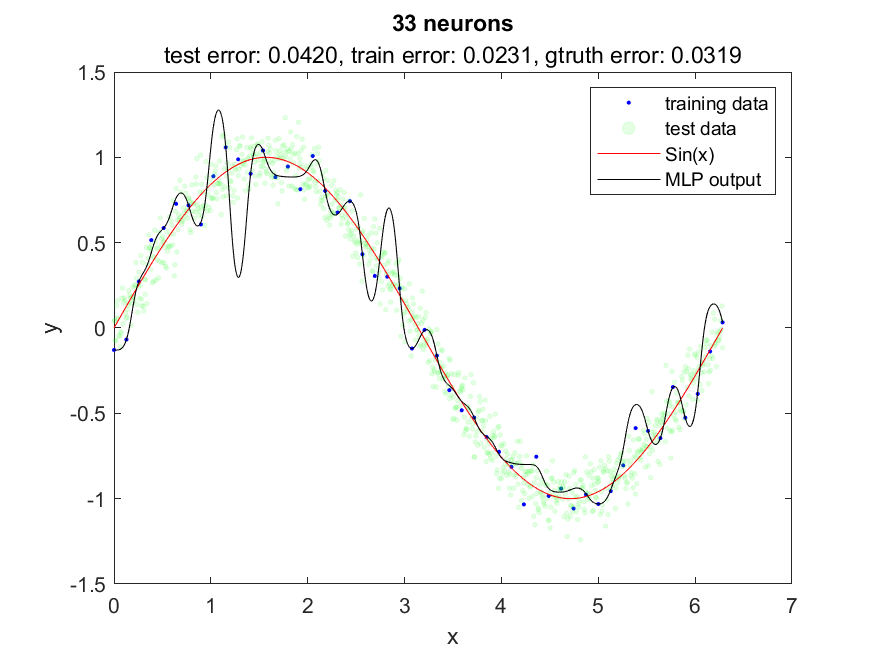 33 neurons
test error: 0.0420, train error: 0.0231, gtruth error: 0.0319
1.5
1
0.5
0
-0.5
-1
-1.5
y
training data
test data
Sin(x)
MLP output
0 1 2 3 4 5 6 7
x